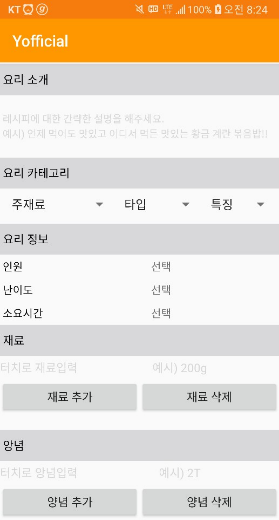 KT 100% 오전 8:24
Yofficial
요리 소개
레시피에 대한 간략한 설명을 해주세요.
예시) 언제 먹어도 맛있고 어디서 먹든 맛있는 황금 계란 볶음밥!!
요리 카테고리
주재료 타입 특징
요리 정보
인원 선택
난이도 선택
소요시간 선택
재료
터치로 재료입력 예시) 200g
재료 추가 재료 삭제
양념
터치로 양념입력 예시) 2T
양념 추가 양념 삭제